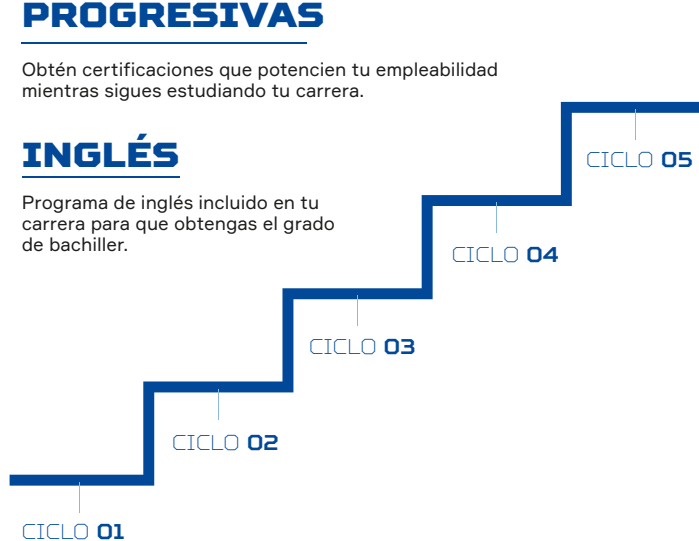 PROGRESIVAS
Obtén certificaciones que potencien tu empleabilidad
mientras sigues estudiando tu carrera.
INGLÉS
Programa de inglés incluido en tu
carrera para que obtengas el grado
de bachiller.
CICLO 05
CICLO 04
CICLO 03
CICLO 02
CICLO 01